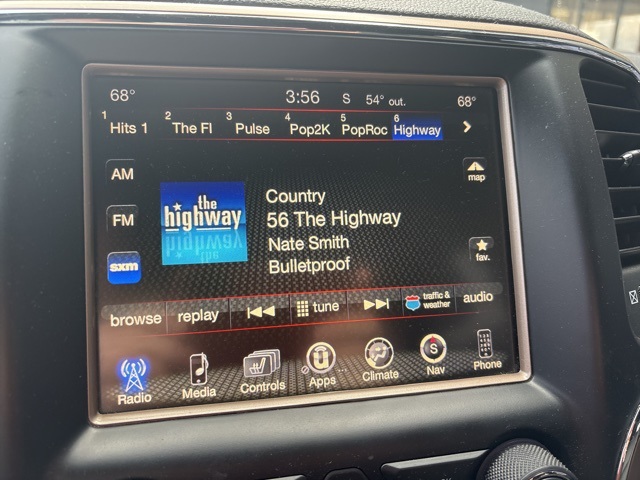 68° 3:56 S 54° out. 68°
1 Hits 1 2 The Fl 3 Pulse 4 Pop2K 5 PopRoc 6 Highway >
AM
map
the highway
Country
56 The Highway
FM
Nate Smith
fav.
sxm
Bulletproof
browse replay tune traffic & weather audio
Radio Media Controls Apps Climate S Nav Phone